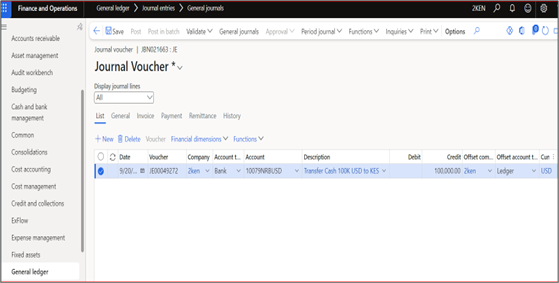 Finance and Operations
General ledger > Journal entries > General journals
2KEN
Save Post Post in batch Validate General journals Approval Period journal Functions Inquiries Print Options
Accounts receivable
Asset management
Audit workbench
Budgeting
Cash and bank
management
Common
Consolidations
Cost accounting
Cost management
Credit and collections
ExFlow
Expense management
Fixed assets
General ledger
Journal voucher | JBN021663 : JE
Journal Voucher *
Display journal lines
All
List General Invoice Payment Remittance History
+ New Delete Voucher Financial dimensions Functions
Date Voucher Company Account t... Account Description Debit Credit Offset com... Offset account t... Cur
9/20/... JE00049272 2ken Bank 10079NRBUSD Transfer Cash 100K USD to KES 100,000.00 2ken Ledger USD